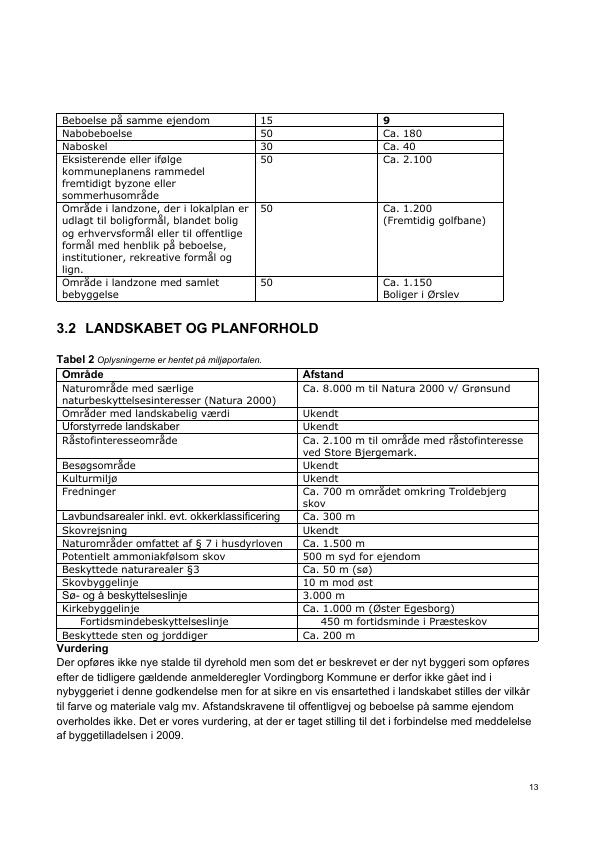 Beboelse på samme ejendom 15 9
Nabobeboelse 50 Ca. 180
Naboskel 30 Ca. 40
Eksisterende eller ifølge 50 Ca. 2.100
kommuneplanens rammedel
fremtidigt byzone eller
sommerhusområde
Område i landzone, der i lokalplan er 50 Ca. 1.200
udlagt til boligformål, blandet bolig (Fremtidig golfbane)
og erhvervsformål eller til offentlige
formål med henblik på beboelse,
institutioner, rekreative formål og
lign.
Område i landzone med samlet 50 Ca. 1.150
bebyggelse Boliger i Ørslev
3.2 LANDSKABET OG PLANFORHOLD
Tabel 2 Oplysningerne er hentet på miljøportalen.
Område Afstand
Naturområde med særlige Ca. 8.000 m til Natura 2000 v/ Grønsund
naturbeskyttelsesinteresser (Natura 2000)
Områder med landskabelig værdi Ukendt
Uforstyrrede landskaber Ukendt
Råstofinteresseområde Ca. 2.100 m til område med råstofinteresse
ved Store Bjergemark.
Besøgsområde Ukendt
Kulturmiljø Ukendt
Fredninger Ca. 700 m området omkring Troldebjerg
skov
Lavbundsarealer inkl. evt. okkerklassificering Ca. 300 m
Skovrejsning Ukendt
Naturområder omfattet af § 7 i husdyrloven Ca. 1.500 m
Potentielt ammoniakfølsom skov 500 m syd for ejendom
Beskyttede naturarealer §3 Ca. 50 m (sø)
Skovbyggelinje 10 m mod øst
Sø- og å beskyttelseslinje 3.000 m
Kirkebyggelinje Ca. 1.000 m (Øster Egesborg)
Fortidsmindebeskyttelseslinje 450 m fortidsminde i Præsteskov
Beskyttede sten og jorddiger Ca. 200 m
Vurdering
Der opføres ikke nye stalde til dyrehold men som det er beskrevet er der nyt byggeri som opføres
efter de tidligere gældende anmelderegler Vordingborg Kommune er derfor ikke gået ind i
nybyggeriet i denne godkendelse men for at sikre en vis ensartethed i landskabet stilles der vilkår
til farve og materiale valg mv. Afstandskravene til offentligvej og beboelse på samme ejendom
overholdes ikke. Det er vores vurdering, at der er taget stilling til det i forbindelse med meddelelse
af byggetilladelsen i 2009.
13